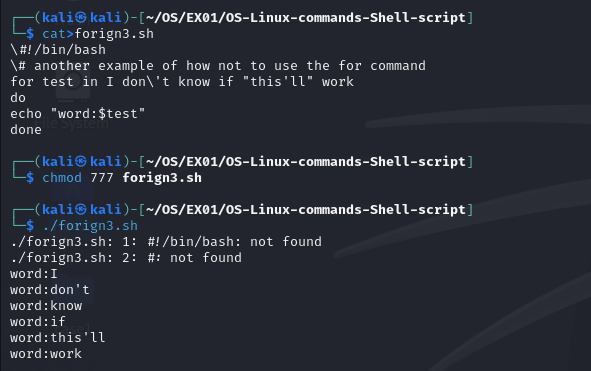 ┌──(kali㉿kali)-[~/OS/EX01/OS-Linux-commands-Shell-script]
└─$ cat>forign3.sh
\#!/bin/bash
\# another example of how not to use the for command
for test in I don\'t know if "this'll" work
do
echo "word:$test"
done
┌──(kali㉿kali)-[~/OS/EX01/OS-Linux-commands-Shell-script]
└─$ chmod 777 forign3.sh
┌──(kali㉿kali)-[~/OS/EX01/OS-Linux-commands-Shell-script]
└─$ ./forign3.sh
./forign3.sh: 1: #!/bin/bash: not found
./forign3.sh: 2: #: not found
word:I
word:don't
word:know
word:if
word:this'll
word:work